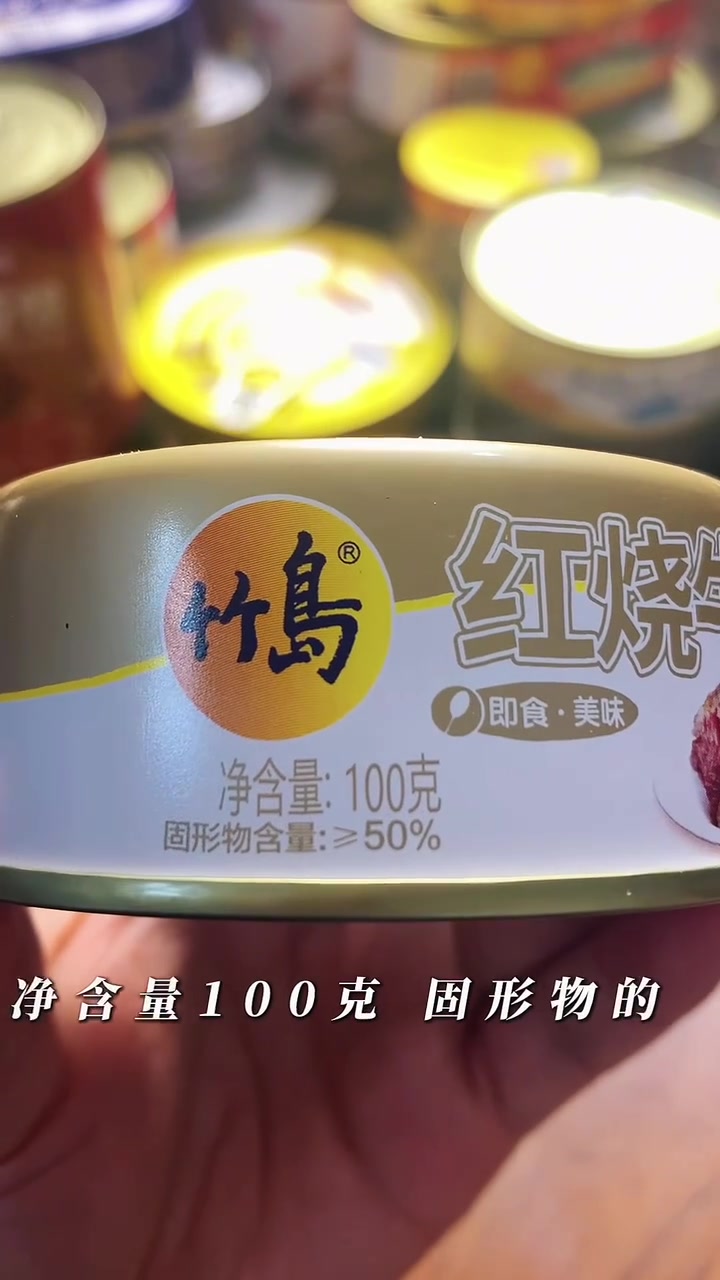 竹島®
红烧
即食·美味
净含量: 100克
固形物含量:≥50%
净含量100克 固形物的